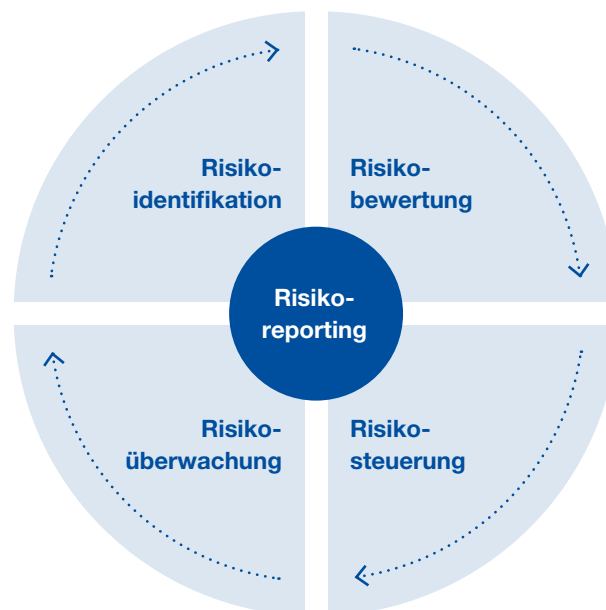 Risiko-
identifikation
Risiko-
bewertung
Risiko-
reporting
Risiko-
überwachung
Risiko-
steuerung